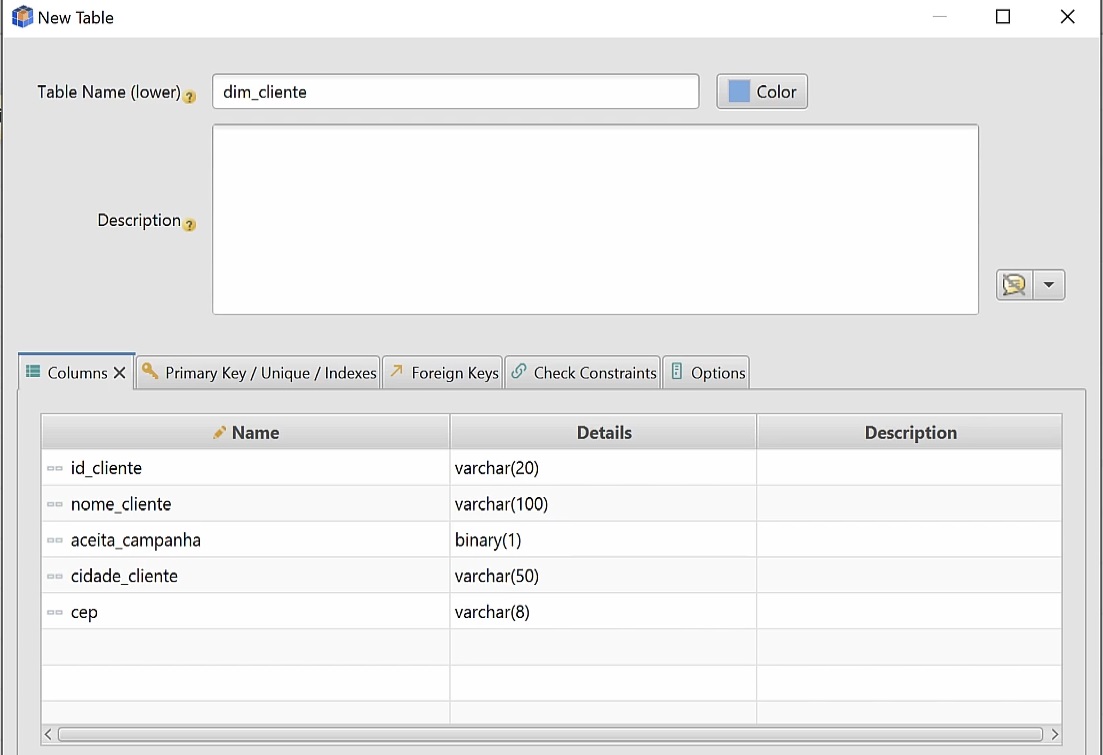 New Table
Table Name (lower)
dim_cliente
Color
Description
Columns
Primary Key / Unique / Indexes
Foreign Keys
Check Constraints
Options
Name Details Description
id_cliente varchar(20)
nome_cliente varchar(100)
aceita_campanha binary(1)
cidade_cliente varchar(50)
cep varchar(8)